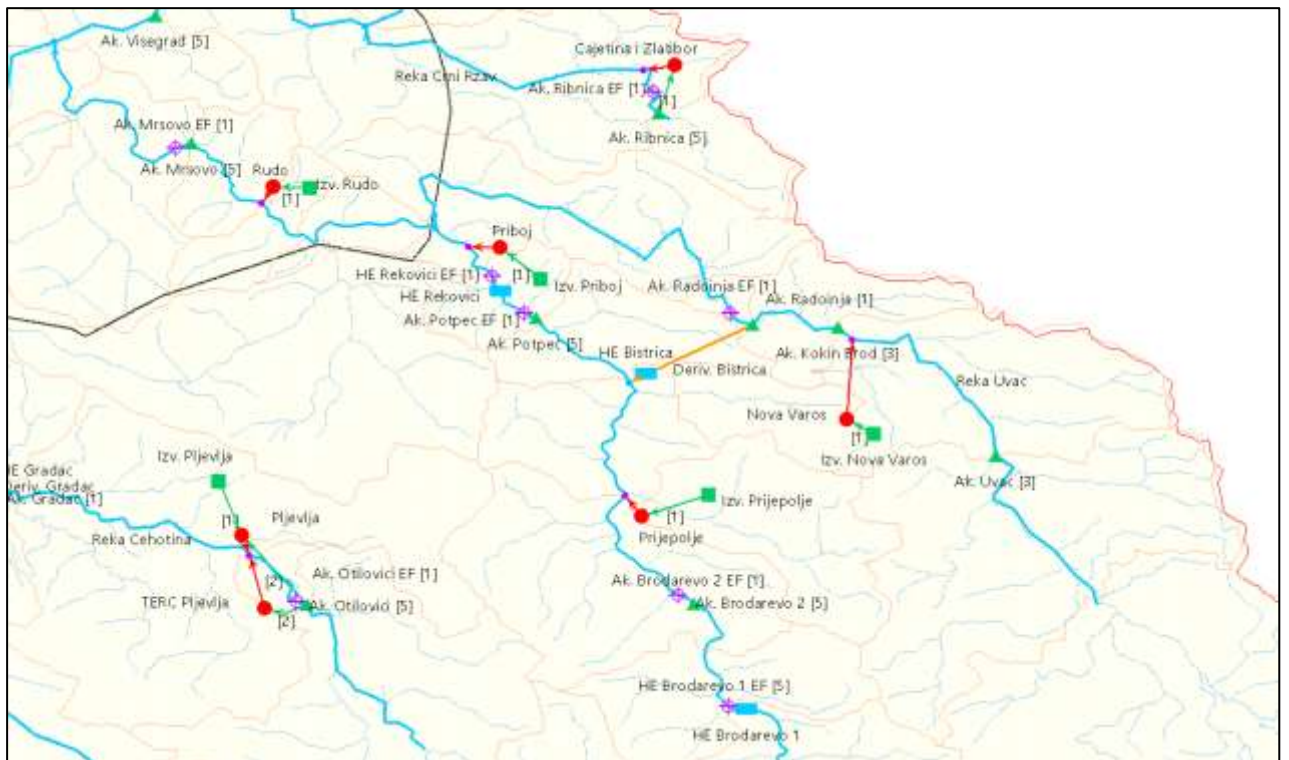 Ak. Visegrad [5]
Cajetina i Zlatibor
Reka Crni Rzav
Ak. Ribnica EF [1]
[1]
Ak. Ribnica [5]
Ak. Mrsovo EF [1]
Ak. Mrsovo [5]
Rudo
Izv. Rudo
[1]
Priboj
HE Rekovici EF [1]
[1]
Izv. Priboj
HE Rekovici
Ak. Radoinja EF [1]
Ak. Radoinja [1]
Ak. Potpec EF [1]
Ak. Potpec [5]
HE Bistrica
Ak. Kokin Brod [3]
Deriv. Bistrica
Reka Uvac
Nova Varos
[1]
Izv. Nova Varos
Izv. Pljevlja
HE Gradac
Deriv. Gradac
Ak. Gradac [1]
Ak. Uvac [3]
Izv. Prijepolje
[1]
Prijepolje
[1]
Pljevlja
Reka Cehotina
Ak. Otilovici EF [1]
[2]
TERC Pljevlja
Ak. Otilovici [5]
[2]
Ak. Brodarevo 2 EF [1]
Ak. Brodarevo 2 [5]
HE Brodarevo 1 EF [5]
HE Brodarevo 1